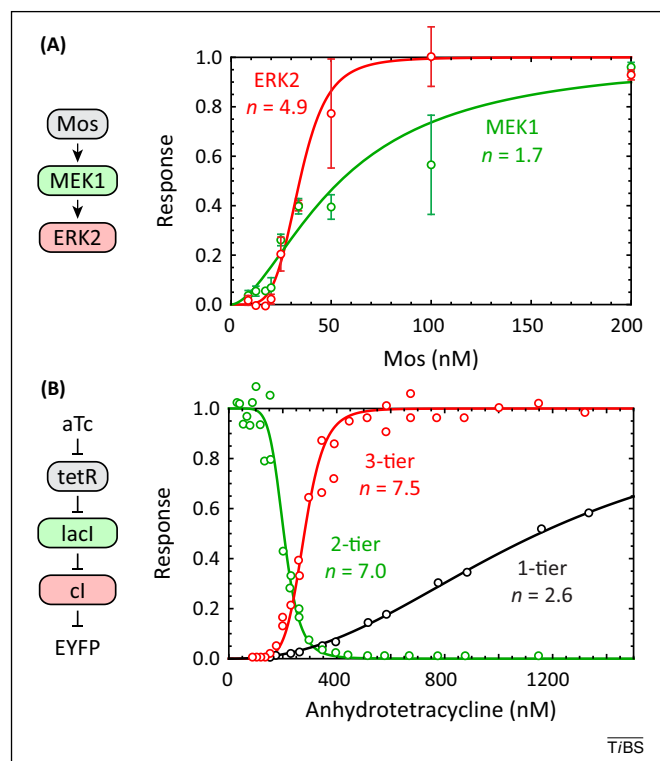 (A)
Mos
MEK1
ERK2
Response
1.0
0.8
0.6
0.4
0.2
0.0
ERK2
n = 4.9
MEK1
n = 1.7
0 50 100 150 200
Mos (nM)
(B)
aTc
tetR
lacI
cI
EYFP
Response
1.0
0.8
0.6
0.4
0.2
0.0
3-tier
n = 7.5
2-tier
n = 7.0
1-tier
n = 2.6
0 400 800 1200
Anhydrotetracycline (nM)
TiBS